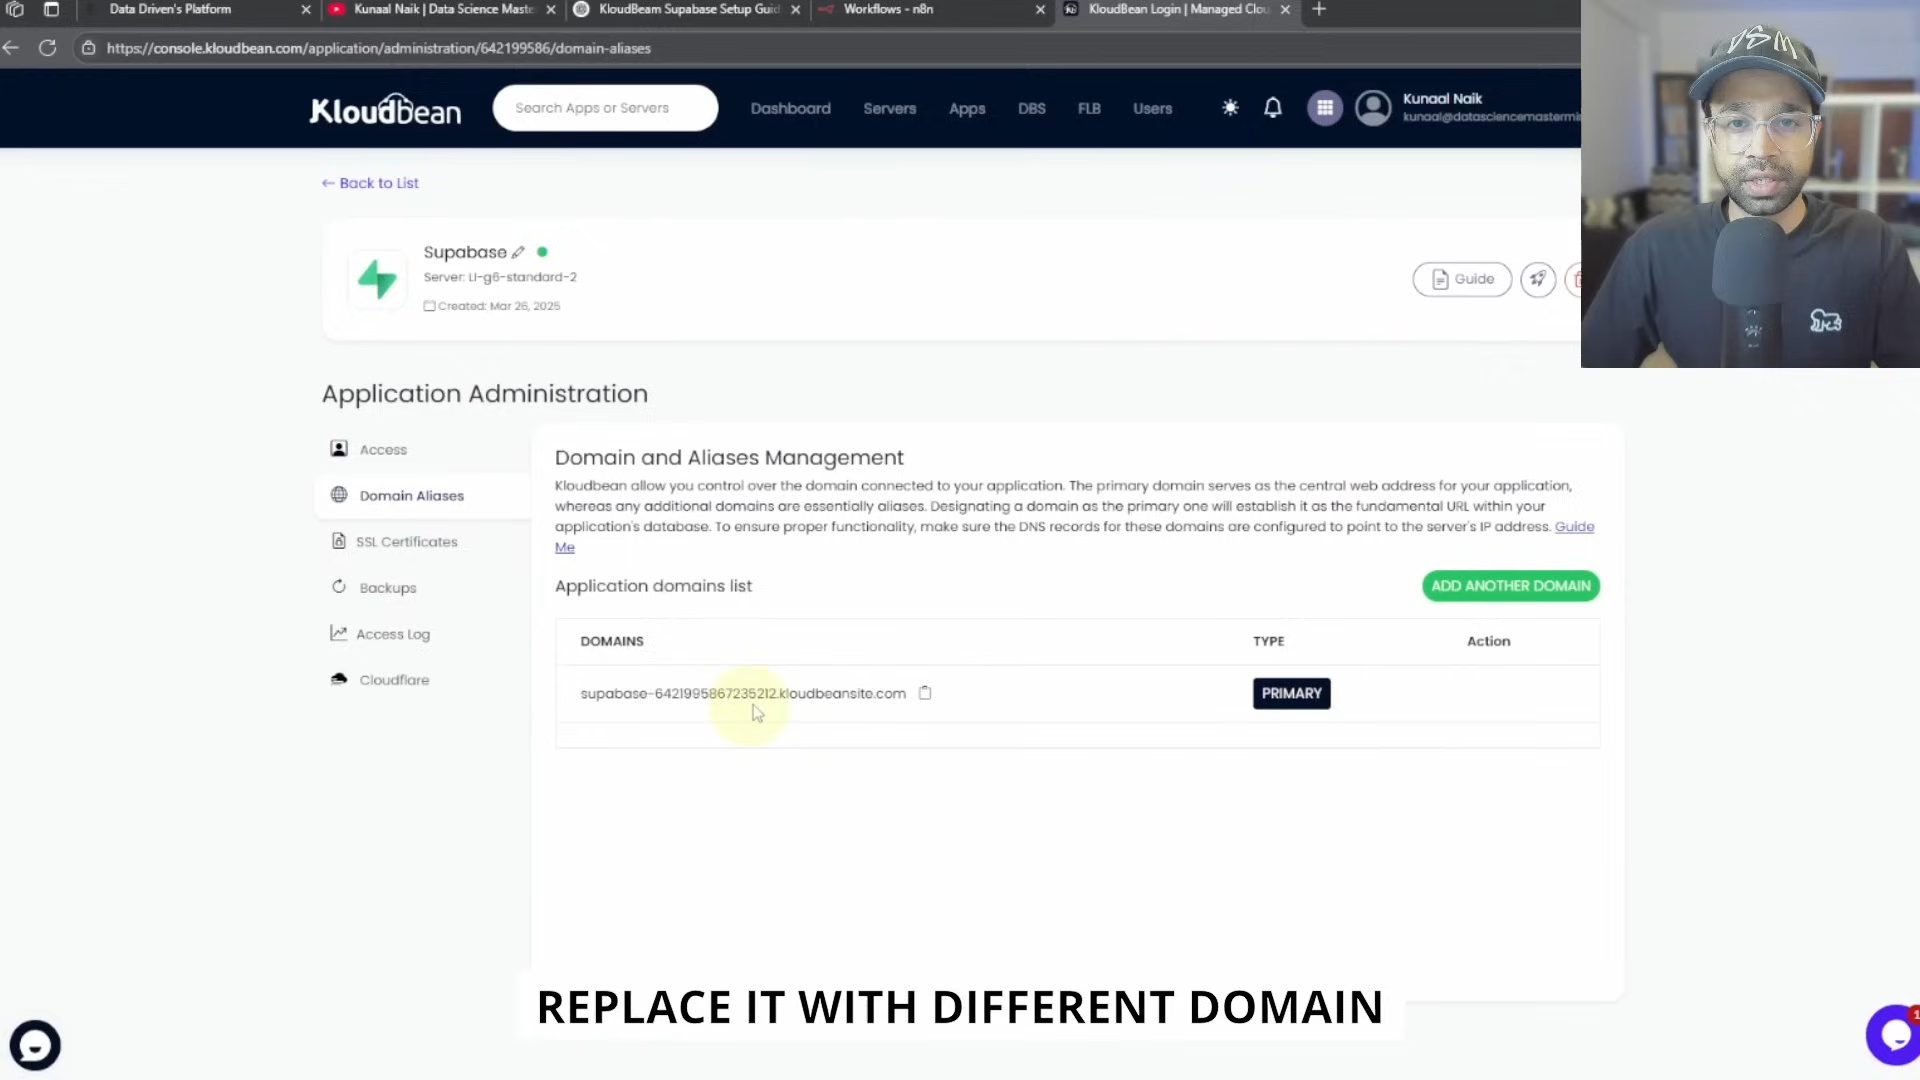 Data Driven's Platform
Kunaal Naik | Data Science Maste
KloudBeam Supabase Setup Guid
Workflows - n8n
KloudBean Login | Managed Clou
https://console.kloudbean.com/application/administration/642199586/domain-aliases
Kloudbean
Search Apps or Servers
Dashboard
Servers
Apps
DBS
FLB
Users
Kunaal Naik
kunaal@datasciencemastermi
DSM
← Back to List
Supabase
Server: LI-g6-standard-2
Created: Mar 26, 2025
Guide
Application Administration
Access
Domain Aliases
SSL Certificates
Backups
Access Log
Cloudflare
Domain and Aliases Management
Kloudbean allow you control over the domain connected to your application. The primary domain serves as the central web address for your application,
whereas any additional domains are essentially aliases. Designating a domain as the primary one will establish it as the fundamental URL within your
application's database. To ensure proper functionality, make sure the DNS records for these domains are configured to point to the server's IP address. Guide
Me
Application domains list
ADD ANOTHER DOMAIN
DOMAINS
TYPE
Action
supabase-6421995867235212.kloudbeansite.com
PRIMARY
REPLACE IT WITH DIFFERENT DOMAIN
1